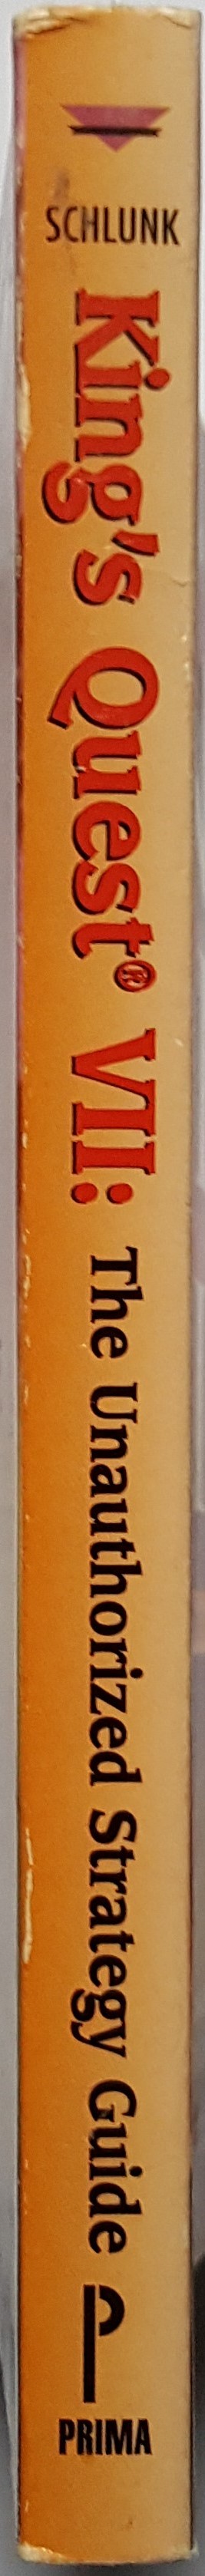 SCHLUNK
King's Quest® VII: The Unauthorized Strategy Guide
PRIMA